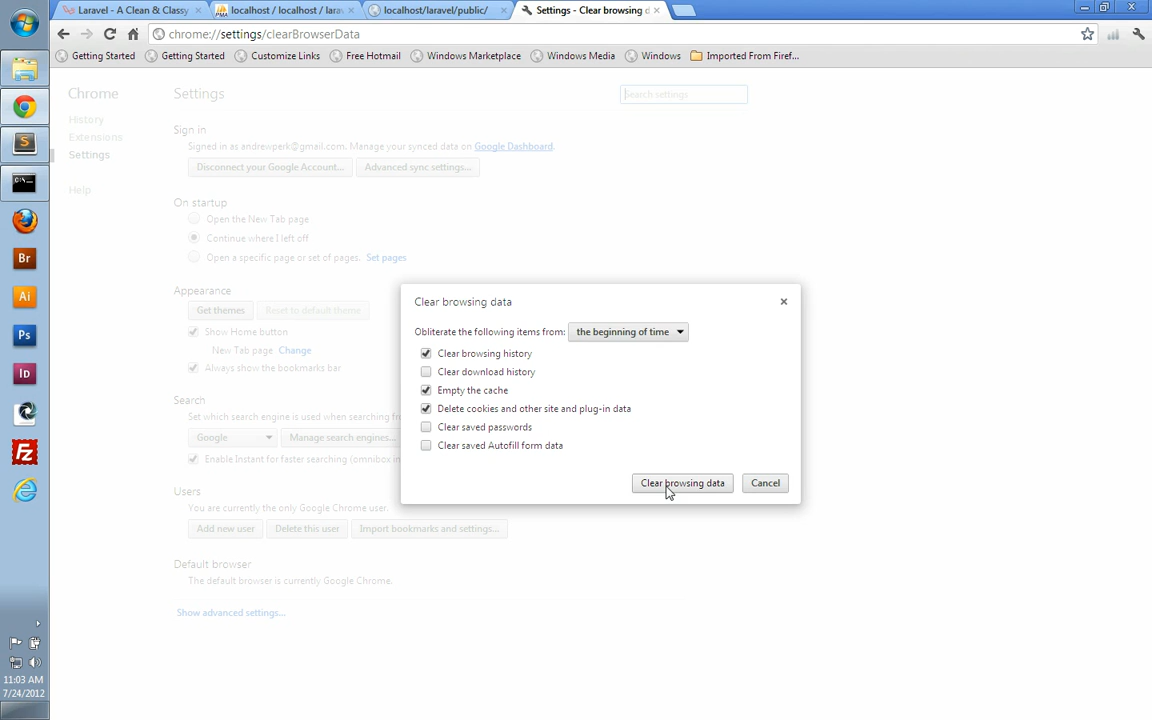 Laravel - A Clean & Classy
localhost / localhost / larav
localhost/laravel/public/
Settings - Clear browsing d
chrome://settings/clearBrowserData
Getting Started
Getting Started
Customize Links
Free Hotmail
Windows Marketplace
Windows Media
Windows
Imported From Firef...
Chrome
History
Extensions
Settings
Help
Settings
Search settings
Sign in
Signed in as andrewperk@gmail.com. Manage your synced data on Google Dashboard.
Disconnect your Google Account...
Advanced sync settings...
On startup
Open the New Tab page
Continue where I left off
Open a specific page or set of pages. Set pages
Appearance
Get themes
Reset to default theme
Show Home button
New Tab page Change
Always show the bookmarks bar
Search
Set which search engine is used when searching fr
Google
Manage search engines...
Enable Instant for faster searching (omnibox in
Users
You are currently the only Google Chrome user.
Add new user
Delete this user
Import bookmarks and settings...
Default browser
The default browser is currently Google Chrome.
Show advanced settings...
Clear browsing data
Obliterate the following items from: the beginning of time
Clear browsing history
Clear download history
Empty the cache
Delete cookies and other site and plug-in data
Clear saved passwords
Clear saved Autofill form data
Clear browsing data
Cancel
S
C:\
Br
Ai
Ps
Id
Fz
11:03 AM
7/24/2012